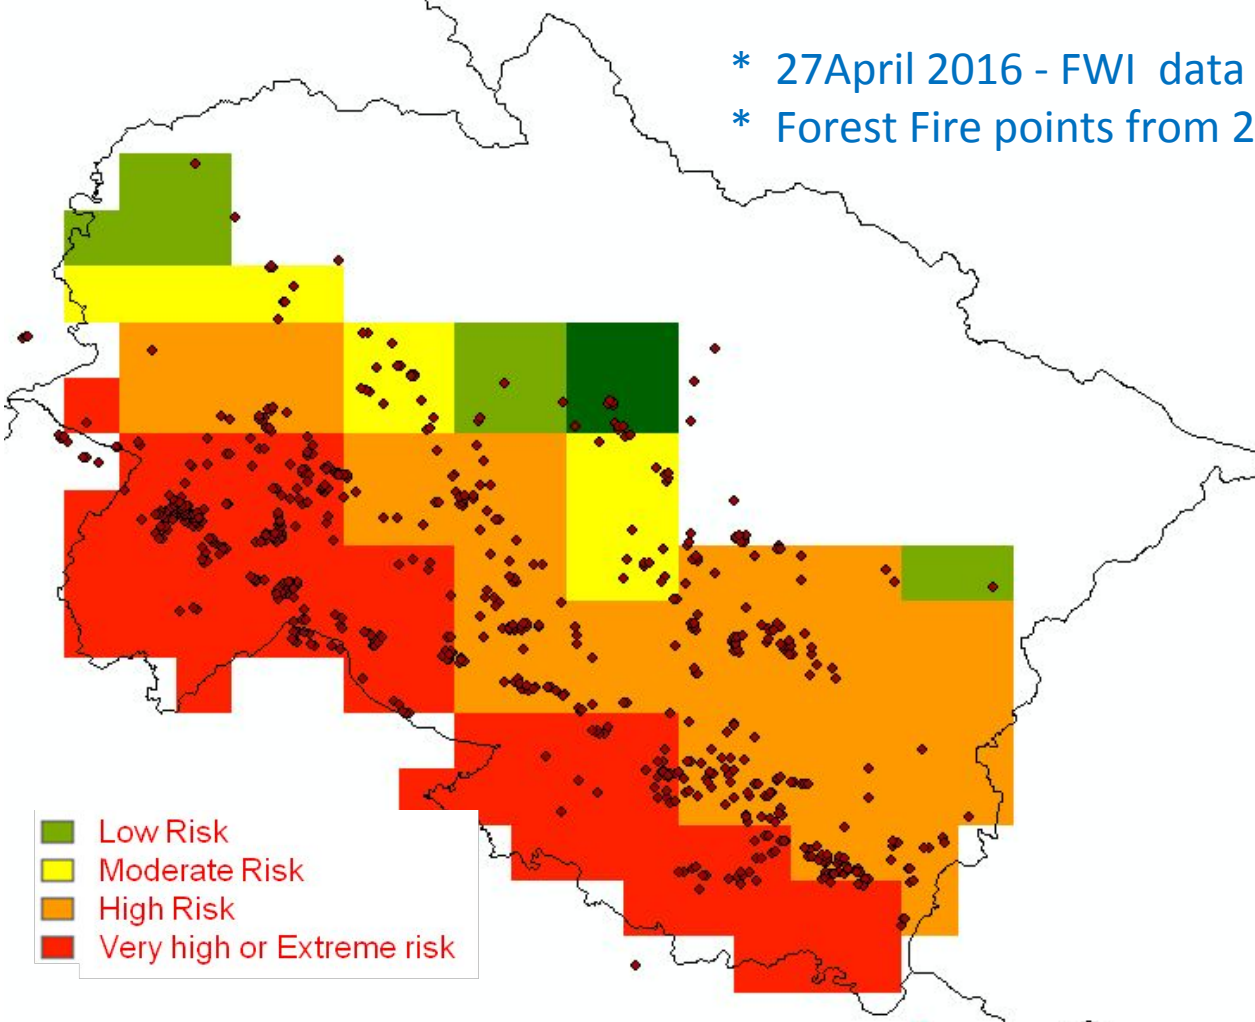 * 27April 2016 - FWI data
* Forest Fire points from 2
Low Risk
Moderate Risk
High Risk
Very high or Extreme risk